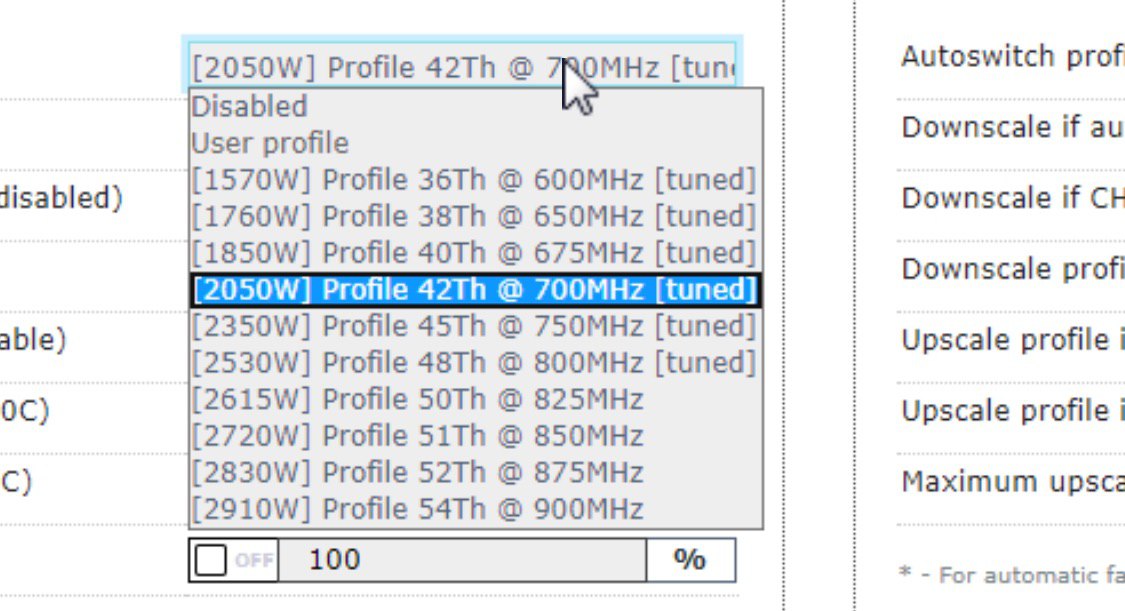 [2050W] Profile 42Th @ 700MHz [tune
Disabled
User profile
[1570W] Profile 36Th @ 600MHz [tuned]
[1760W] Profile 38Th @ 650MHz [tuned]
[1850W] Profile 40Th @ 675MHz [tuned]
[2050W] Profile 42Th @ 700MHz [tuned]
[2350W] Profile 45Th @ 750MHz [tuned]
[2530W] Profile 48Th @ 800MHz [tuned]
[2615W] Profile 50Th @ 825MHz
[2720W] Profile 51Th @ 850MHz
[2830W] Profile 52Th @ 875MHz
[2910W] Profile 54Th @ 900MHz
OFF 100 %
disabled)
able)
0C)
C)
Autoswitch profi
Downscale if au
Downscale if CH
Downscale profi
Upscale profile i
Upscale profile i
Maximum upsca
* - For automatic fa